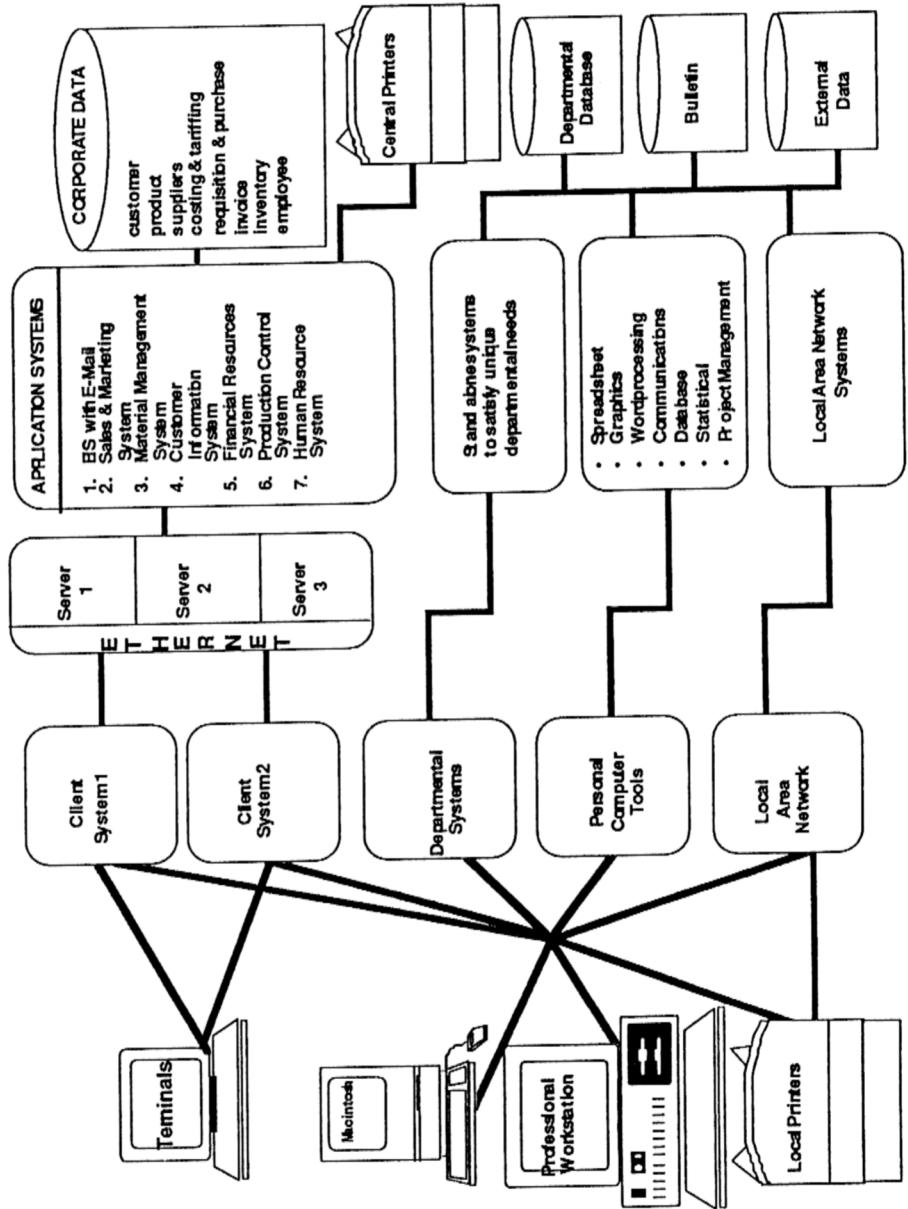 Teminals
Macintosh
Professional
Workstation
Local Printers
Client
System1
Client
System2
Departmental
Systems
Personal
Computer
Tools
Local
Area
Network
ETHERNET
Server
1
Server
2
Server
3
APPLICATION SYSTEMS
1. BS with E-Mail
2. Sales & Marketing
System
3. Material Management
System
4. Customer
Information
System
5. Financial Resources
System
6. Production Control
System
7. Human Resource
System
Stand abne systems
to satisfy unique
departmental needs
• Spreadsheet
• Graphics
• Wordprocessing
• Communications
• Database
• Statistical
• Project Management
Local Area Network
Systems
CORPORATE DATA
customer
product
suppliers
costing & tariffing
requisition & purchase
invoice
inventory
employee
Central Printers
Departmental
Database
Bulletin
External
Data